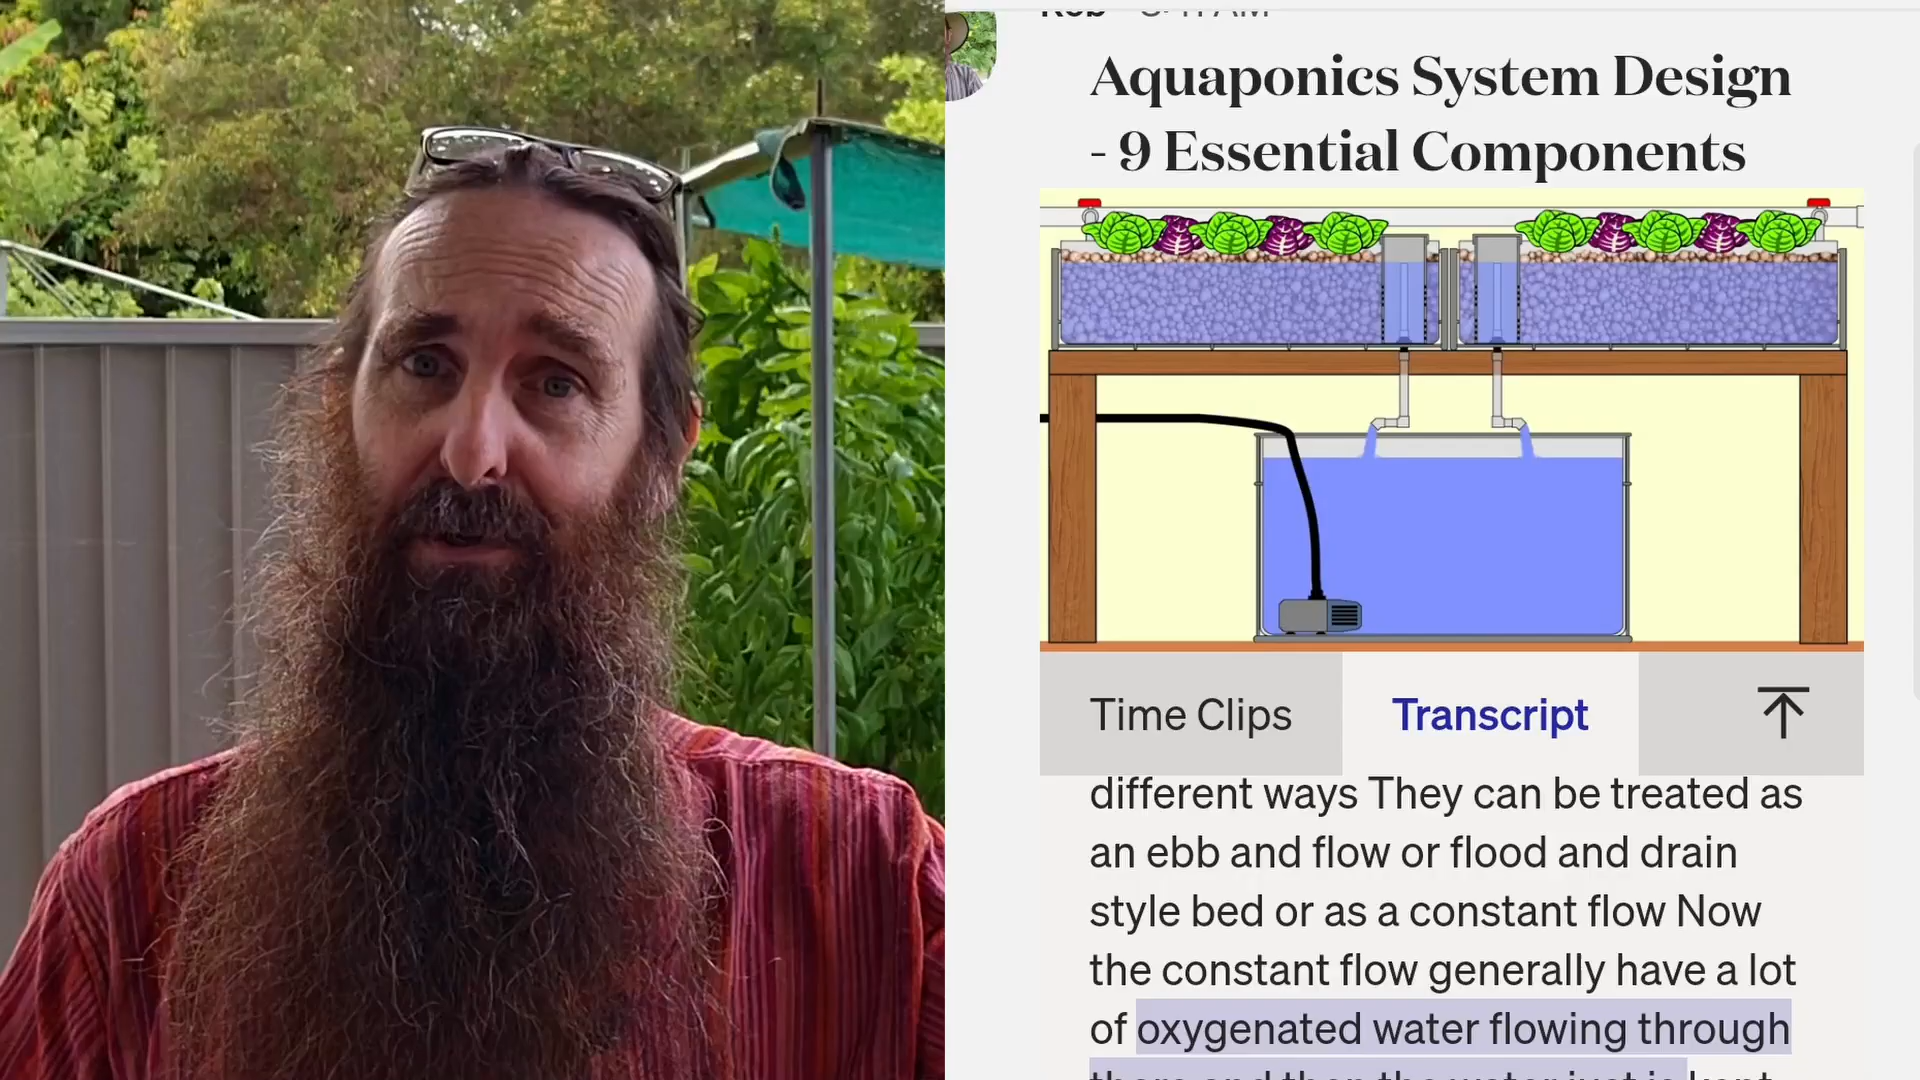 Aquaponics System Design
- 9 Essential Components
Time Clips
Transcript
different ways They can be treated as
an ebb and flow or flood and drain
style bed or as a constant flow Now
the constant flow generally have a lot
of oxygenated water flowing through